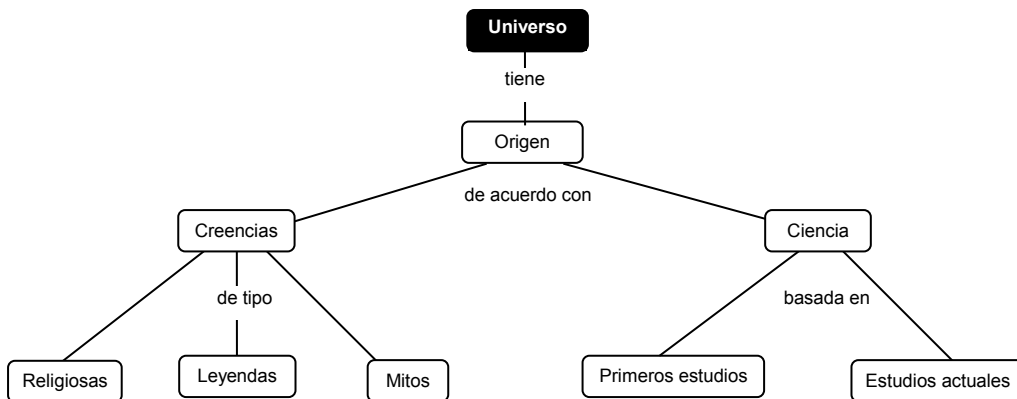 Universo
tiene
Origen
de acuerdo con
Creencias
Ciencia
de tipo
basada en
Religiosas
Leyendas
Mitos
Primeros estudios
Estudios actuales